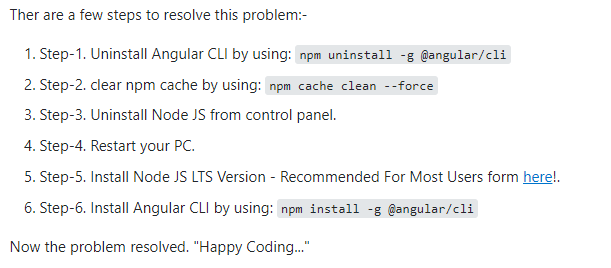 Ther are a few steps to resolve this problem:-
1. Step-1. Uninstall Angular CLI by using: npm uninstall -g @angular/cli
2. Step-2. clear npm cache by using: npm cache clean --force
3. Step-3. Uninstall Node JS from control panel.
4. Step-4. Restart your PC.
5. Step-5. Install Node JS LTS Version - Recommended For Most Users form here!.
6. Step-6. Install Angular CLI by using: npm install -g @angular/cli
Now the problem resolved. "Happy Coding..."